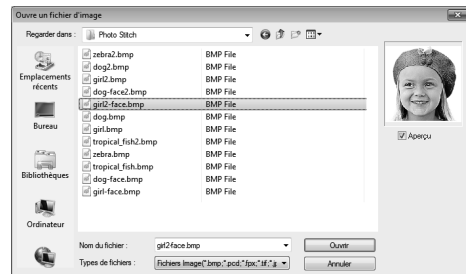 Ouvre un fichier d'image
Regarder dans : Photo Stitch
Emplacements récents
Bureau
Bibliothèques
Ordinateur
zebra2.bmp BMP File
dog2.bmp BMP File
girl2.bmp BMP File
dog-face2.bmp BMP File
girl2-face.bmp BMP File
dog.bmp BMP File
girl.bmp BMP File
tropical_fish2.bmp BMP File
zebra.bmp BMP File
tropical_fish.bmp BMP File
dog-face.bmp BMP File
girl-face.bmp BMP File
Aperçu
Nom du fichier : girl2-face.bmp Ouvrir
Types de fichiers : Fichiers Image(*.bmp;*.pcd;*.fpx;*.tif;*.jp Annuler